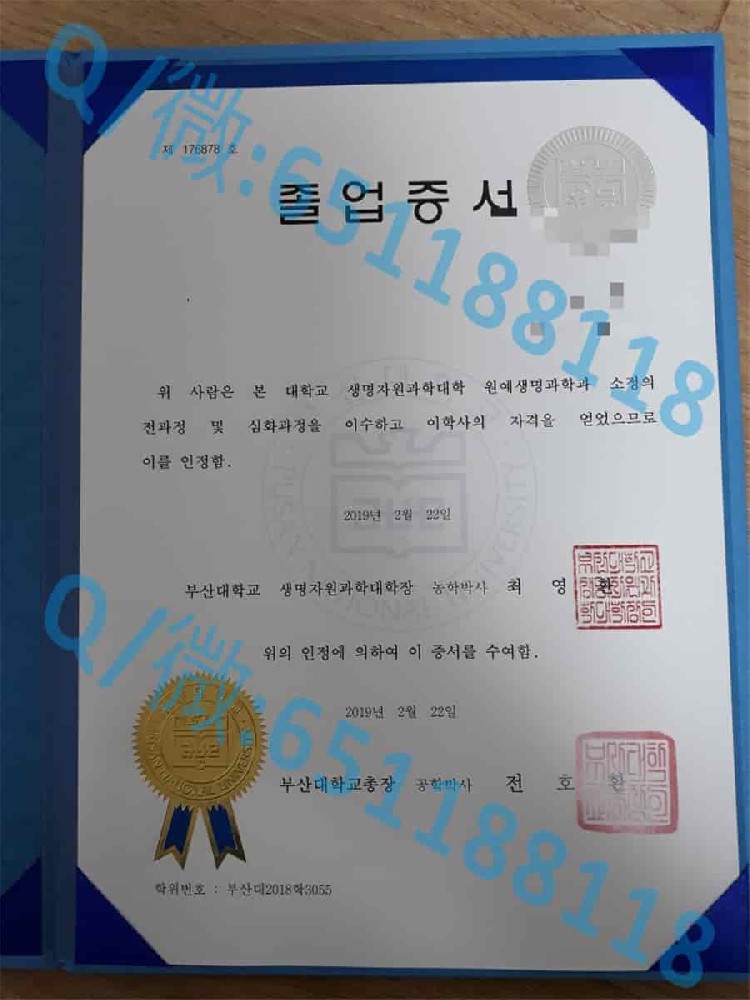 제 176878 호
졸업증서
위 사람은 본 대학교 생명자원과학대학 원예생명과학과 소정의
전과정 및 심화과정을 이수하고 이학사의 자격을 얻었으므로
이를 인정함.
2019년 2월 22일
부산대학교 생명자원과학대학장 농학박사 최 영 환
위의 인정에 의하여 이 증서를 수여함.
2019년 2월 22일
부산대학교총장 공학박사 전 호 환
학위번호 : 부산대2018학3055
Q/微:651188118
Q/微:651188118